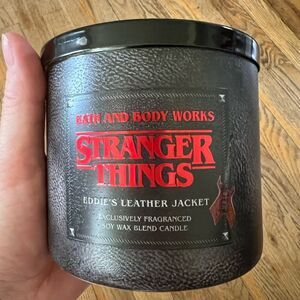 BATH AND BODY WORKS
STRANGER
THINGS
EDDIE'S LEATHER JACKET
EXCLUSIVELY FRAGRANCED
SOY WAX BLEND CANDLE